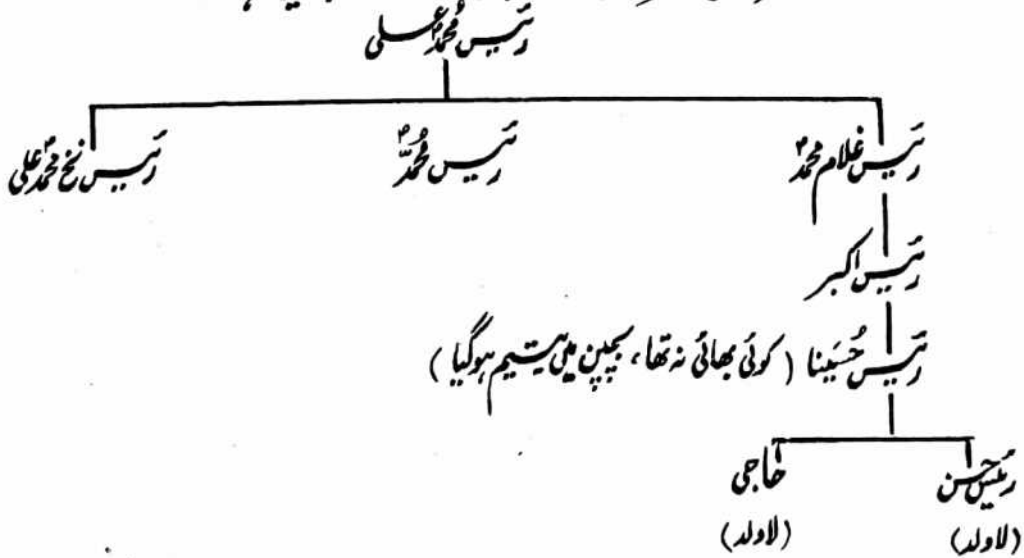 رئیس محمدؐ علی
رئیس غلام محمدؐ رئیس محمدؐ رئیس نخ محمدؐ علی
رئیس اکبر
رئیس حُسَینا ( کوئی بھائی نہ تھا، بچپن میں یتیم ہوگیا )
رئیس حسن حاجی
(لاولد) (لاولد)